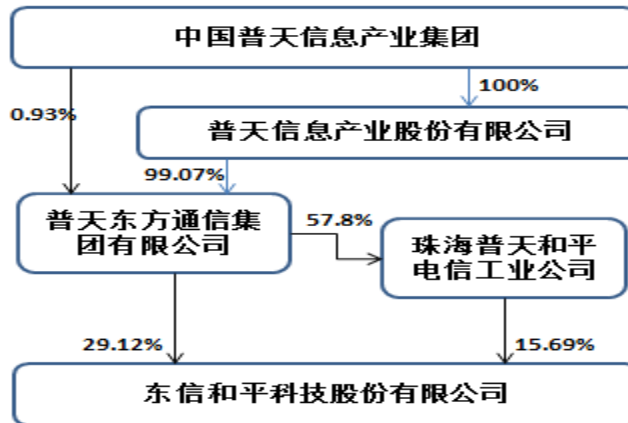 中国普天信息产业集团
0.93%
100%
普天信息产业股份有限公司
99.07%
普天东方通信集
团有限公司
57.8%
珠海普天和平
电信工业公司
29.12%
15.69%
东信和平科技股份有限公司